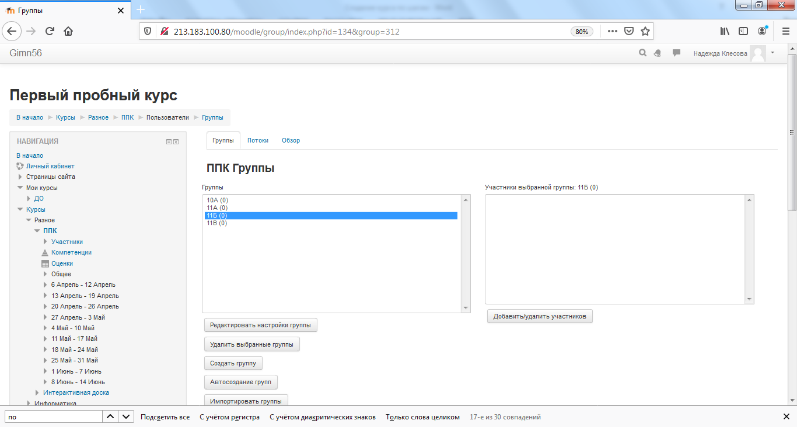 Группы
213.183.100.80/moodle/group/index.php?id=134&group=312
80%
Gimn56
Надежда Клесова
Первый пробный курс
В начало Курсы Разное ППК Пользователи Группы
НАВИГАЦИЯ
В начало
Личный кабинет
Страницы сайта
Мои курсы
ДО
Курсы
Разное
ППК
Участники
Компетенции
Оценки
Общее
6 Апрель - 12 Апрель
13 Апрель - 19 Апрель
20 Апрель - 26 Апрель
27 Апрель - 3 Май
4 Май - 10 Май
11 Май - 17 Май
18 Май - 24 Май
25 Май - 31 Май
1 Июнь - 7 Июнь
8 Июнь - 14 Июнь
Интерактивная доска
Информатика
Группы Потоки Обзор
ППК Группы
Группы
10А (0)
11А (0)
11Б (0)
11В (0)
Редактировать настройки группы
Удалить выбранные группы
Создать группу
Автосоздание групп
Импортировать группы
Участники выбранной группы: 11Б (0)
Добавить/удалить участников
по
Подсветить все С учётом регистра С учётом диакритических знаков Только слова целиком 17-е из 30 совпадений